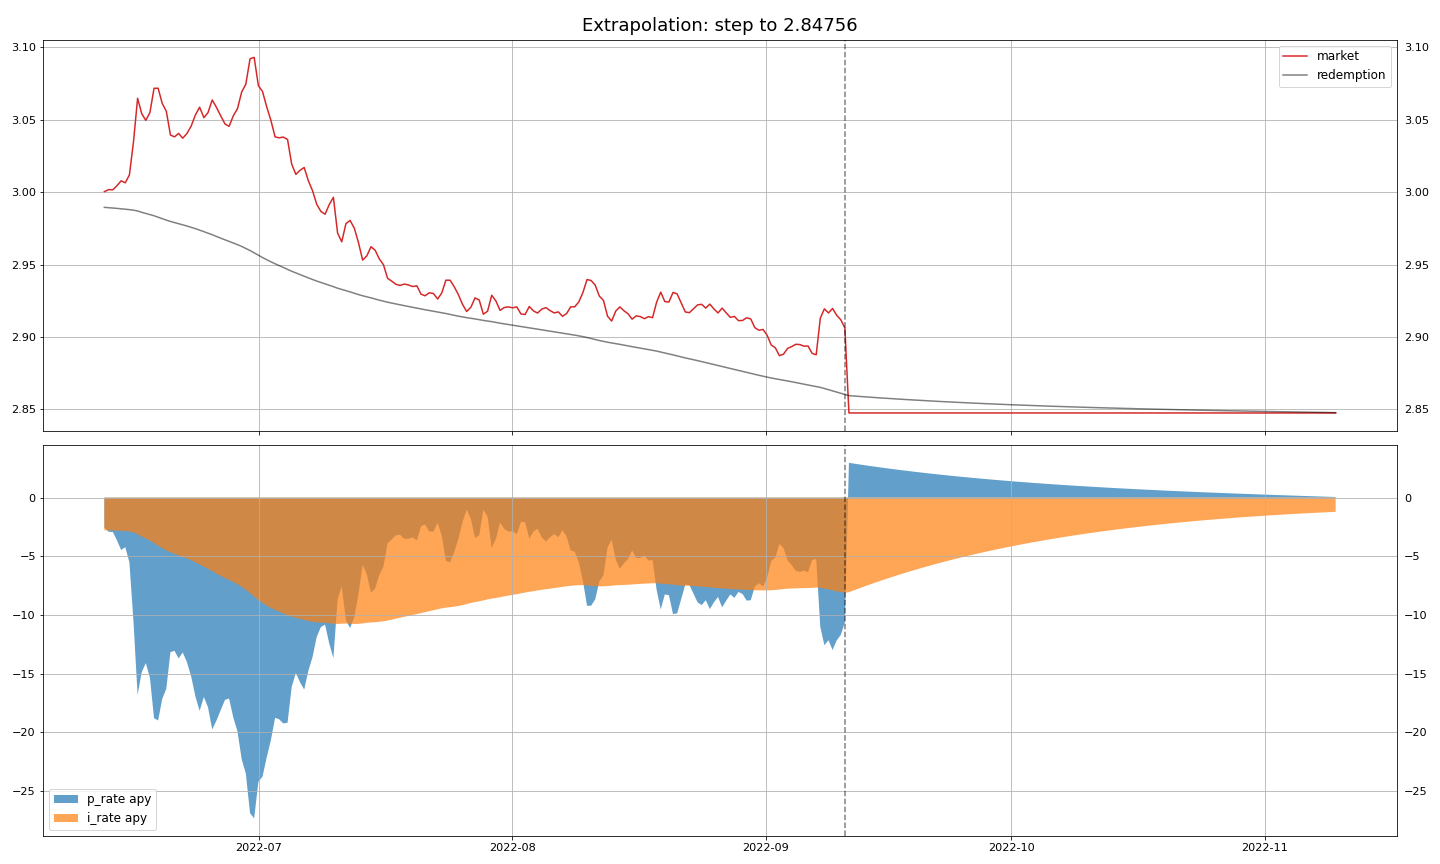 Extrapolation: step to 2.84756
3.10 3.10
market
redemption
3.05 3.05
3.00 3.00
2.95 2.95
2.90 2.90
2.85 2.85
0 0
−5 −5
−10 −10
−15 −15
−20 −20
−25 −25
p_rate apy
i_rate apy
2022-07 2022-08 2022-09 2022-10 2022-11